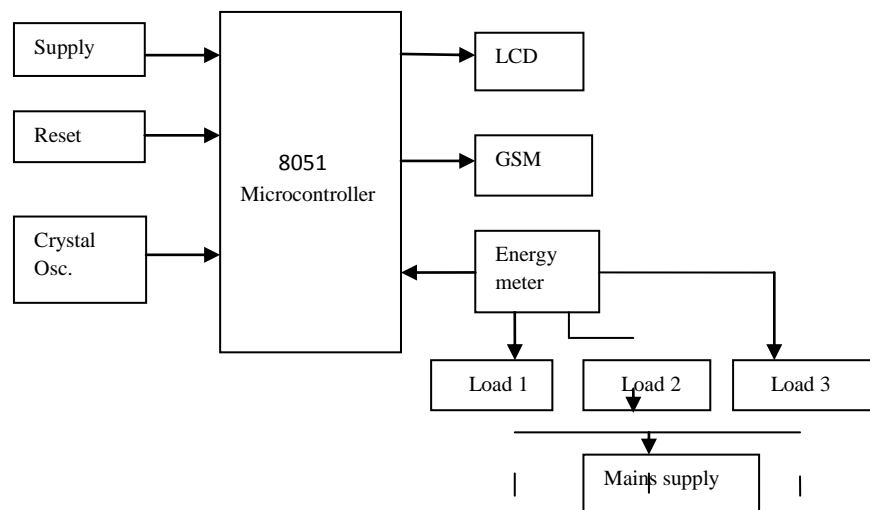 Supply
LCD
Reset
GSM
8051
Microcontroller
Crystal
Osc.
Energy
meter
Load 1
Load 2
Load 3
Mains supply